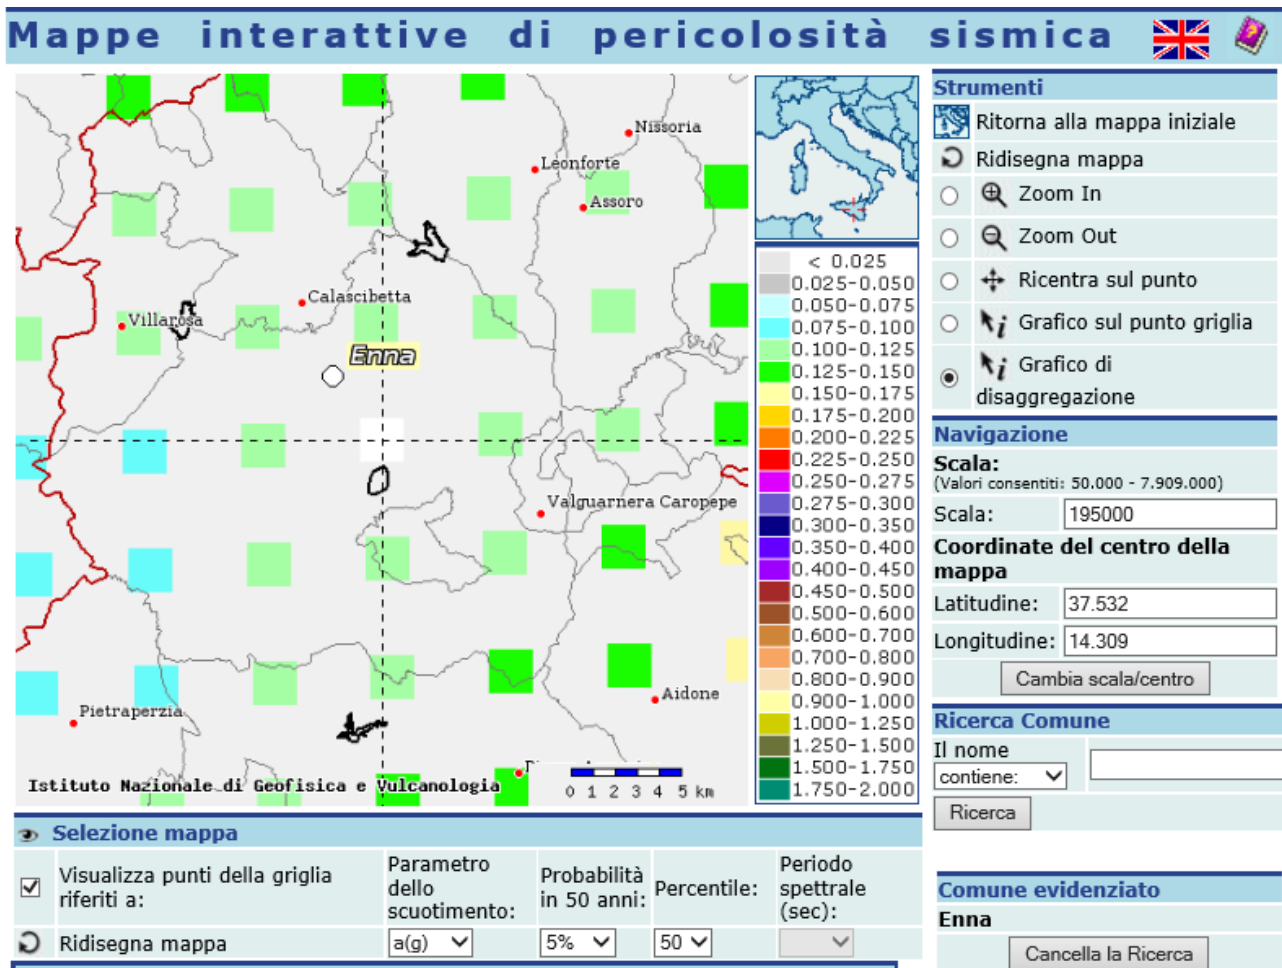 Mappe interattive di pericolosità sismica
Nissoria
Leonforte
Assoro
Calascibetta
Villarosa
Enna
Valguarnera Caropepe
Aidone
Pietraperzia
Istituto Nazionale di Geofisica e Vulcanologia
0 1 2 3 4 5 km
< 0.025
0.025-0.050
0.050-0.075
0.075-0.100
0.100-0.125
0.125-0.150
0.150-0.175
0.175-0.200
0.200-0.225
0.225-0.250
0.250-0.275
0.275-0.300
0.300-0.350
0.350-0.400
0.400-0.450
0.450-0.500
0.500-0.600
0.600-0.700
0.700-0.800
0.800-0.900
0.900-1.000
1.000-1.250
1.250-1.500
1.500-1.750
1.750-2.000
Strumenti
Ritorna alla mappa iniziale
Ridisegna mappa
Zoom In
Zoom Out
Ricentra sul punto
Grafico sul punto griglia
Grafico di
disaggregazione
Navigazione
Scala:
(Valori consentiti: 50.000 - 7.909.000)
Scala: 195000
Coordinate del centro della
mappa
Latitudine: 37.532
Longitudine: 14.309
Cambia scala/centro
Ricerca Comune
Il nome
contiene:
Ricerca
Comune evidenziato
Enna
Cancella la Ricerca
Selezione mappa
Visualizza punti della griglia
riferiti a:
Parametro
dello
scuotimento:
Probabilità
in 50 anni:
Percentile:
Periodo
spettrale
(sec):
Ridisegna mappa
a(g)
5%
50